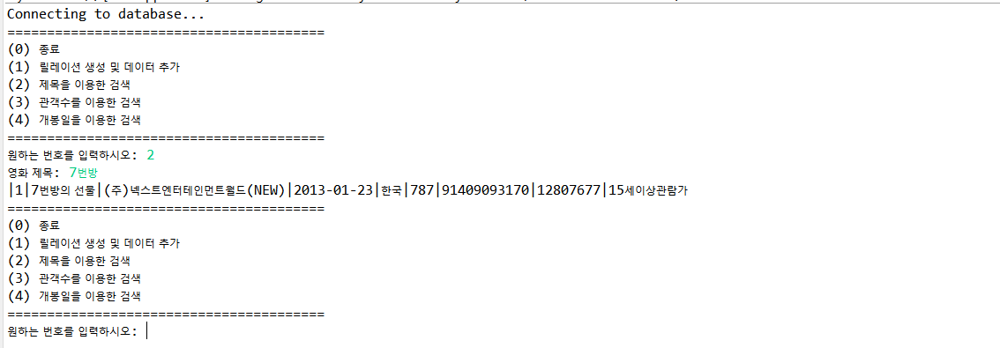 Connecting to database...
========================================
(0) 종료
(1) 릴레이션 생성 및 데이터 추가
(2) 제목을 이용한 검색
(3) 관객수를 이용한 검색
(4) 개봉일을 이용한 검색
========================================
원하는 번호를 입력하시오: 2
영화 제목: 7번방
|1|7번방의 선물|(주)넥스트엔터테인먼트월드(NEW)|2013-01-23|한국|787|91409093170|12807677|15세이상관람가
========================================
(0) 종료
(1) 릴레이션 생성 및 데이터 추가
(2) 제목을 이용한 검색
(3) 관객수를 이용한 검색
(4) 개봉일을 이용한 검색
========================================
원하는 번호를 입력하시오: